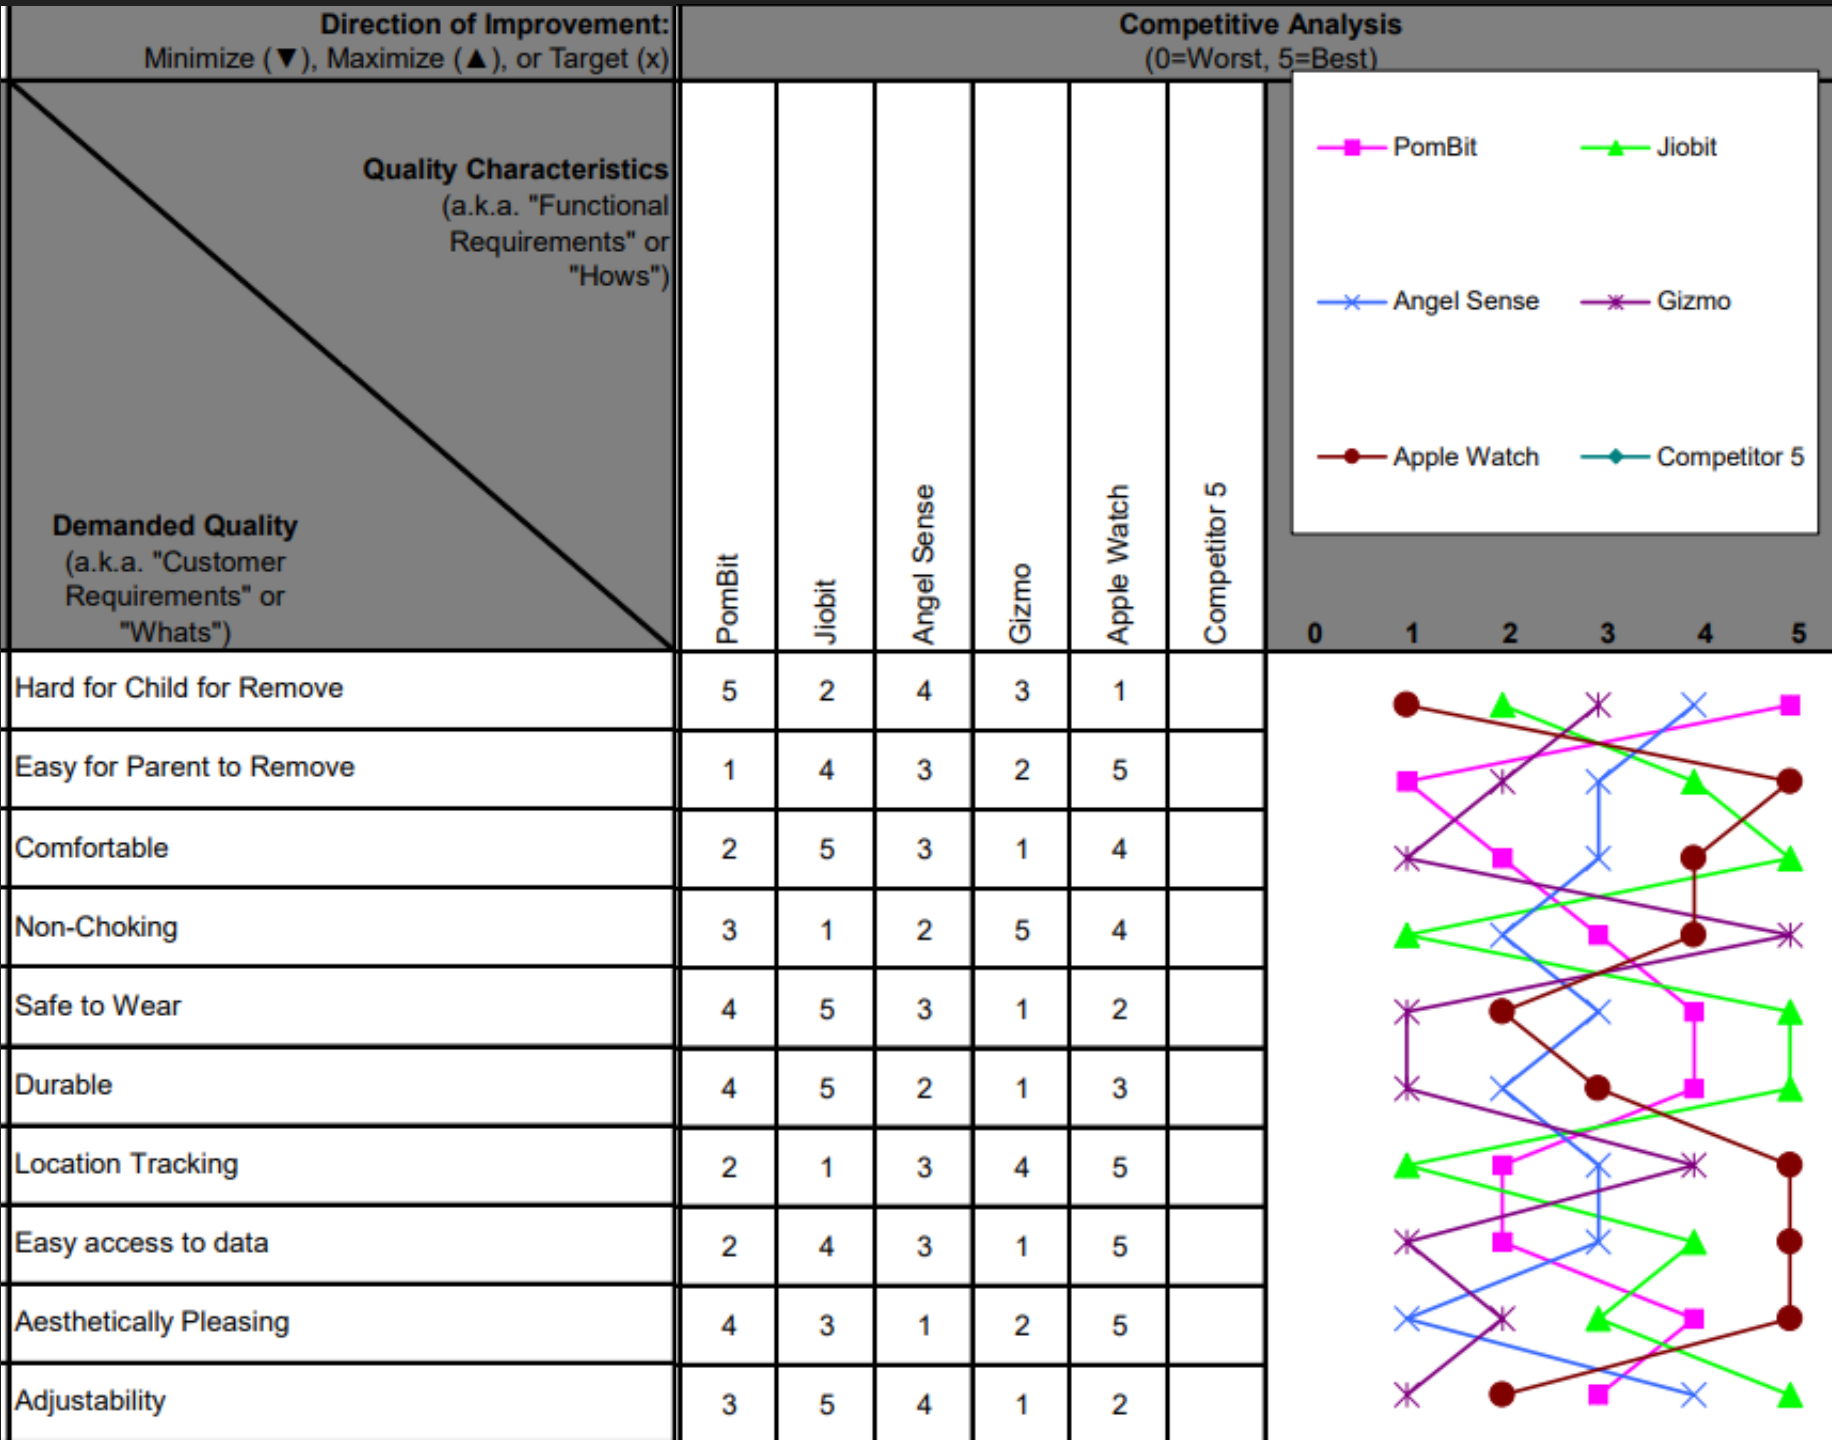 Direction of Improvement:
Minimize (▼), Maximize (▲), or Target (x)
Competitive Analysis
(0=Worst, 5=Best)
Quality Characteristics
(a.k.a. "Functional
Requirements" or
"Hows")
Demanded Quality
(a.k.a. "Customer
Requirements" or
"Whats")
PomBit
Jiobit
Angel Sense
Gizmo
Apple Watch
Competitor 5
PomBit Jiobit
Angel Sense Gizmo
Apple Watch Competitor 5
0 1 2 3 4 5
Hard for Child for Remove 5 2 4 3 1
Easy for Parent to Remove 1 4 3 2 5
Comfortable 2 5 3 1 4
Non-Choking 3 1 2 5 4
Safe to Wear 4 5 3 1 2
Durable 4 5 2 1 3
Location Tracking 2 1 3 4 5
Easy access to data 2 4 3 1 5
Aesthetically Pleasing 4 3 1 2 5
Adjustability 3 5 4 1 2